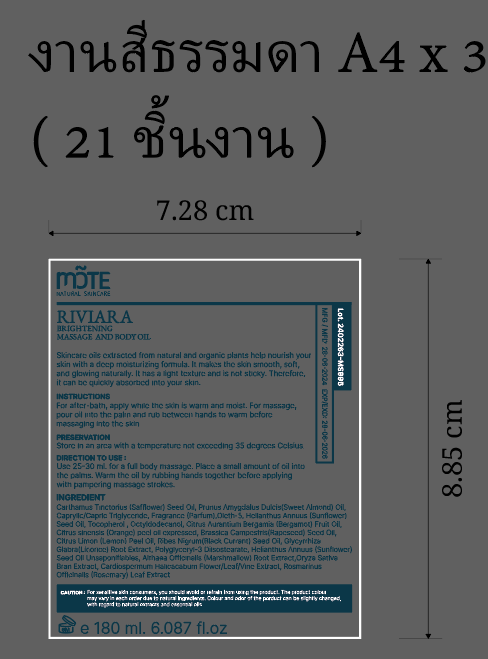 งานสีธรรมดา A4 x 3
( 21 ชิ้นงาน )
7.28 cm
8.85 cm
mõTE
NATURAL SKINCARE
RIVIARA
BRIGHTENING
MASSAGE AND BODY OIL
Lot. 2402263-MS995
MFG / MFD: 28-06-2024 EXP/EXD: 28-06-2026
Skincare oils extracted from natural and organic plants help nourish your
skin with a deep moisturizing formula. It makes the skin smooth, soft,
and glowing naturally. It has a light texture and is not sticky. Therefore,
it can be quickly absorbed into your skin.
INSTRUCTIONS
For after-bath, apply while the skin is warm and moist. For massage,
pour oil into the palm and rub between hands to warm before
massaging into the skin
PRESERVATION
Store in an area with a temperature not exceeding 35 degrees Celsius
DIRECTION TO USE :
Use 25-30 ml. for a full body massage. Place a small amount of oil into
the palms. Warm the oil by rubbing hands together before applying
with pampering massage strokes.
INGREDIENT
Carthamus Tinctorius (Safflower) Seed Oil, Prunus Amygdalus Dulcis(Sweet Almond) Oil,
Caprylic/Capric Triglyceride, Fragrance (Parfum),Oleth-5, Helianthus Annuus (Sunflower)
Seed Oil, Tocopherol , Octyldodecanol, Citrus Aurantium Bergamia (Bergamot) Fruit Oil,
Citrus sinensis (Orange) peel oil expressed, Brassica Campestris(Rapeseed) Seed Oil,
Citrus Limon (Lemon) Peel Oil, Ribes Nigrum(Black Currant) Seed Oil, Glycyrrhiza
Glabra(Licorice) Root Extract, Polyglyceryl-3 Diisostearate, Helianthus Annuus (Sunflower)
Seed Oil Unsaponifiables, Althaea Officinalis (Marshmallow) Root Extract,Oryza Sativa
Bran Extract, Cardiospermum Halicacabum Flower/Leaf/Vine Extract, Rosmarinus
Officinalis (Rosemary) Leaf Extract
CAUTION : For sensitive skin consumers, you should avoid or refrain from using the product. The product colors
may vary in each order due to natural ingredients. Colour and odor of the product can be slightly changed,
with regard to natural extracts and essential oils
e 180 ml. 6.087 fl.oz